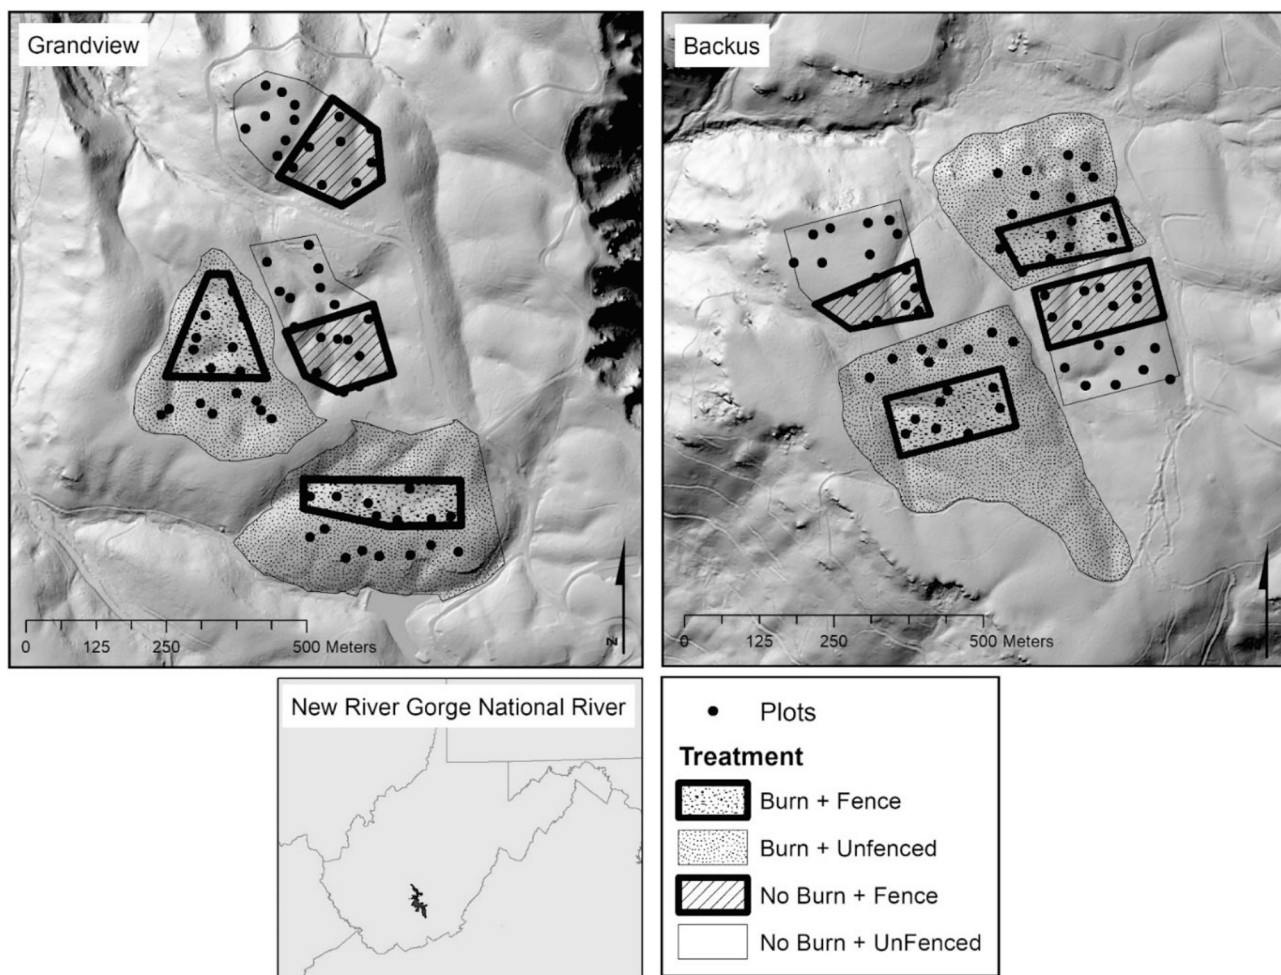 Grandview
0 250 500 Meters
N
Backus
0 125 250 500 Meters
New River Gorge National River
Plots
Treatment
Burn + Fence
Burn + Unfenced
No Burn + Fence
No Burn + UnFenced